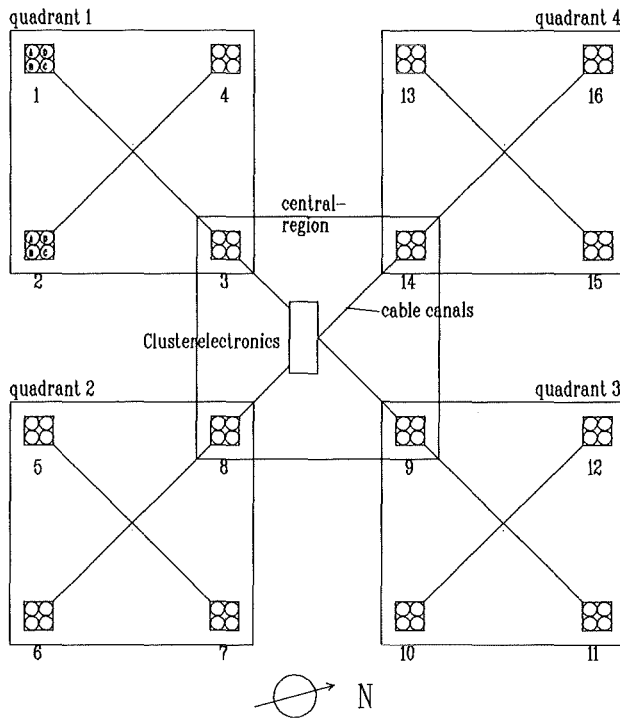 quadrant 1
quadrant 4
A D
B C
1
4
13
16
A D
B C
2
3
central-
region
14
15
cable canals
Clusterelectronics
quadrant 2
quadrant 3
5
8
9
12
6
7
10
11
N